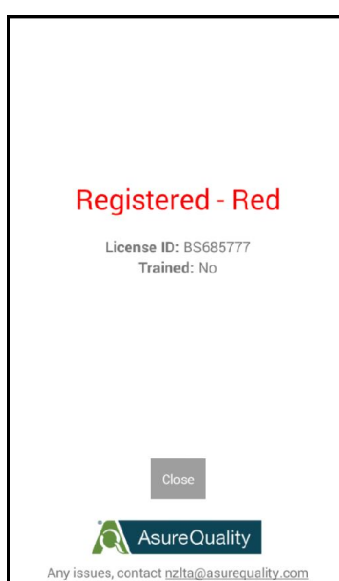 Registered - Red
License ID: BS685777
Trained: No
Close
AsureQuality
Any issues, contact nzlta@asurequality.com